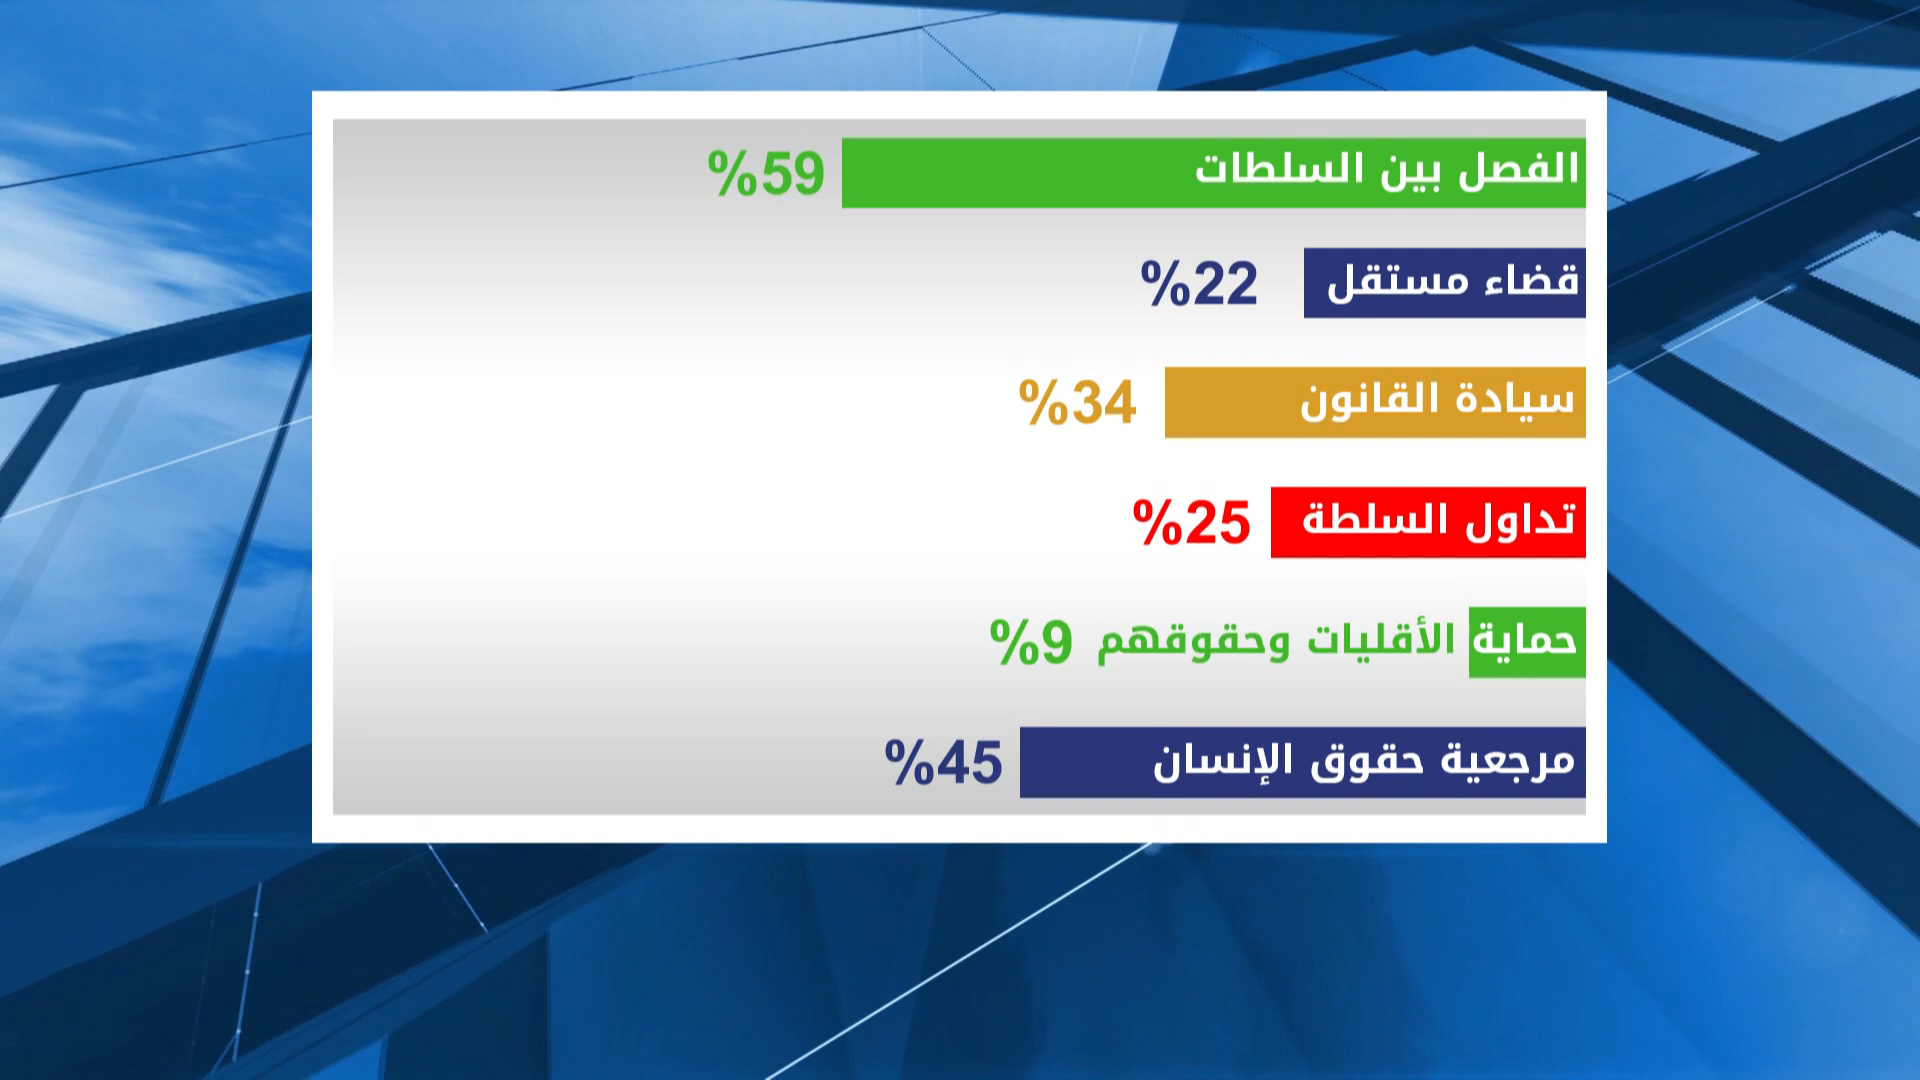 الفصل بين السلطات %59
قضاء مستقل %22
سيادة القانون %34
تداول السلطة %25
حماية الأقليات وحقوقهم %9
مرجعية حقوق الإنسان %45